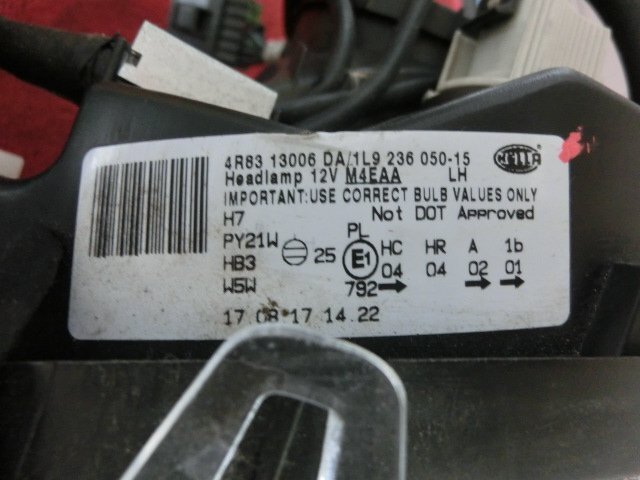 4R83 13006 DA/1L9 236 050-15
HELLA
Headlamp 12V M4EAA LH
IMPORTANT:USE CORRECT BULB VALUES ONLY
H7 Not DOT Approved
PY21W 25 PL HC HR A 1b
HB3 E1 04 04 02 01
W5W 792
17 08 17 14.22